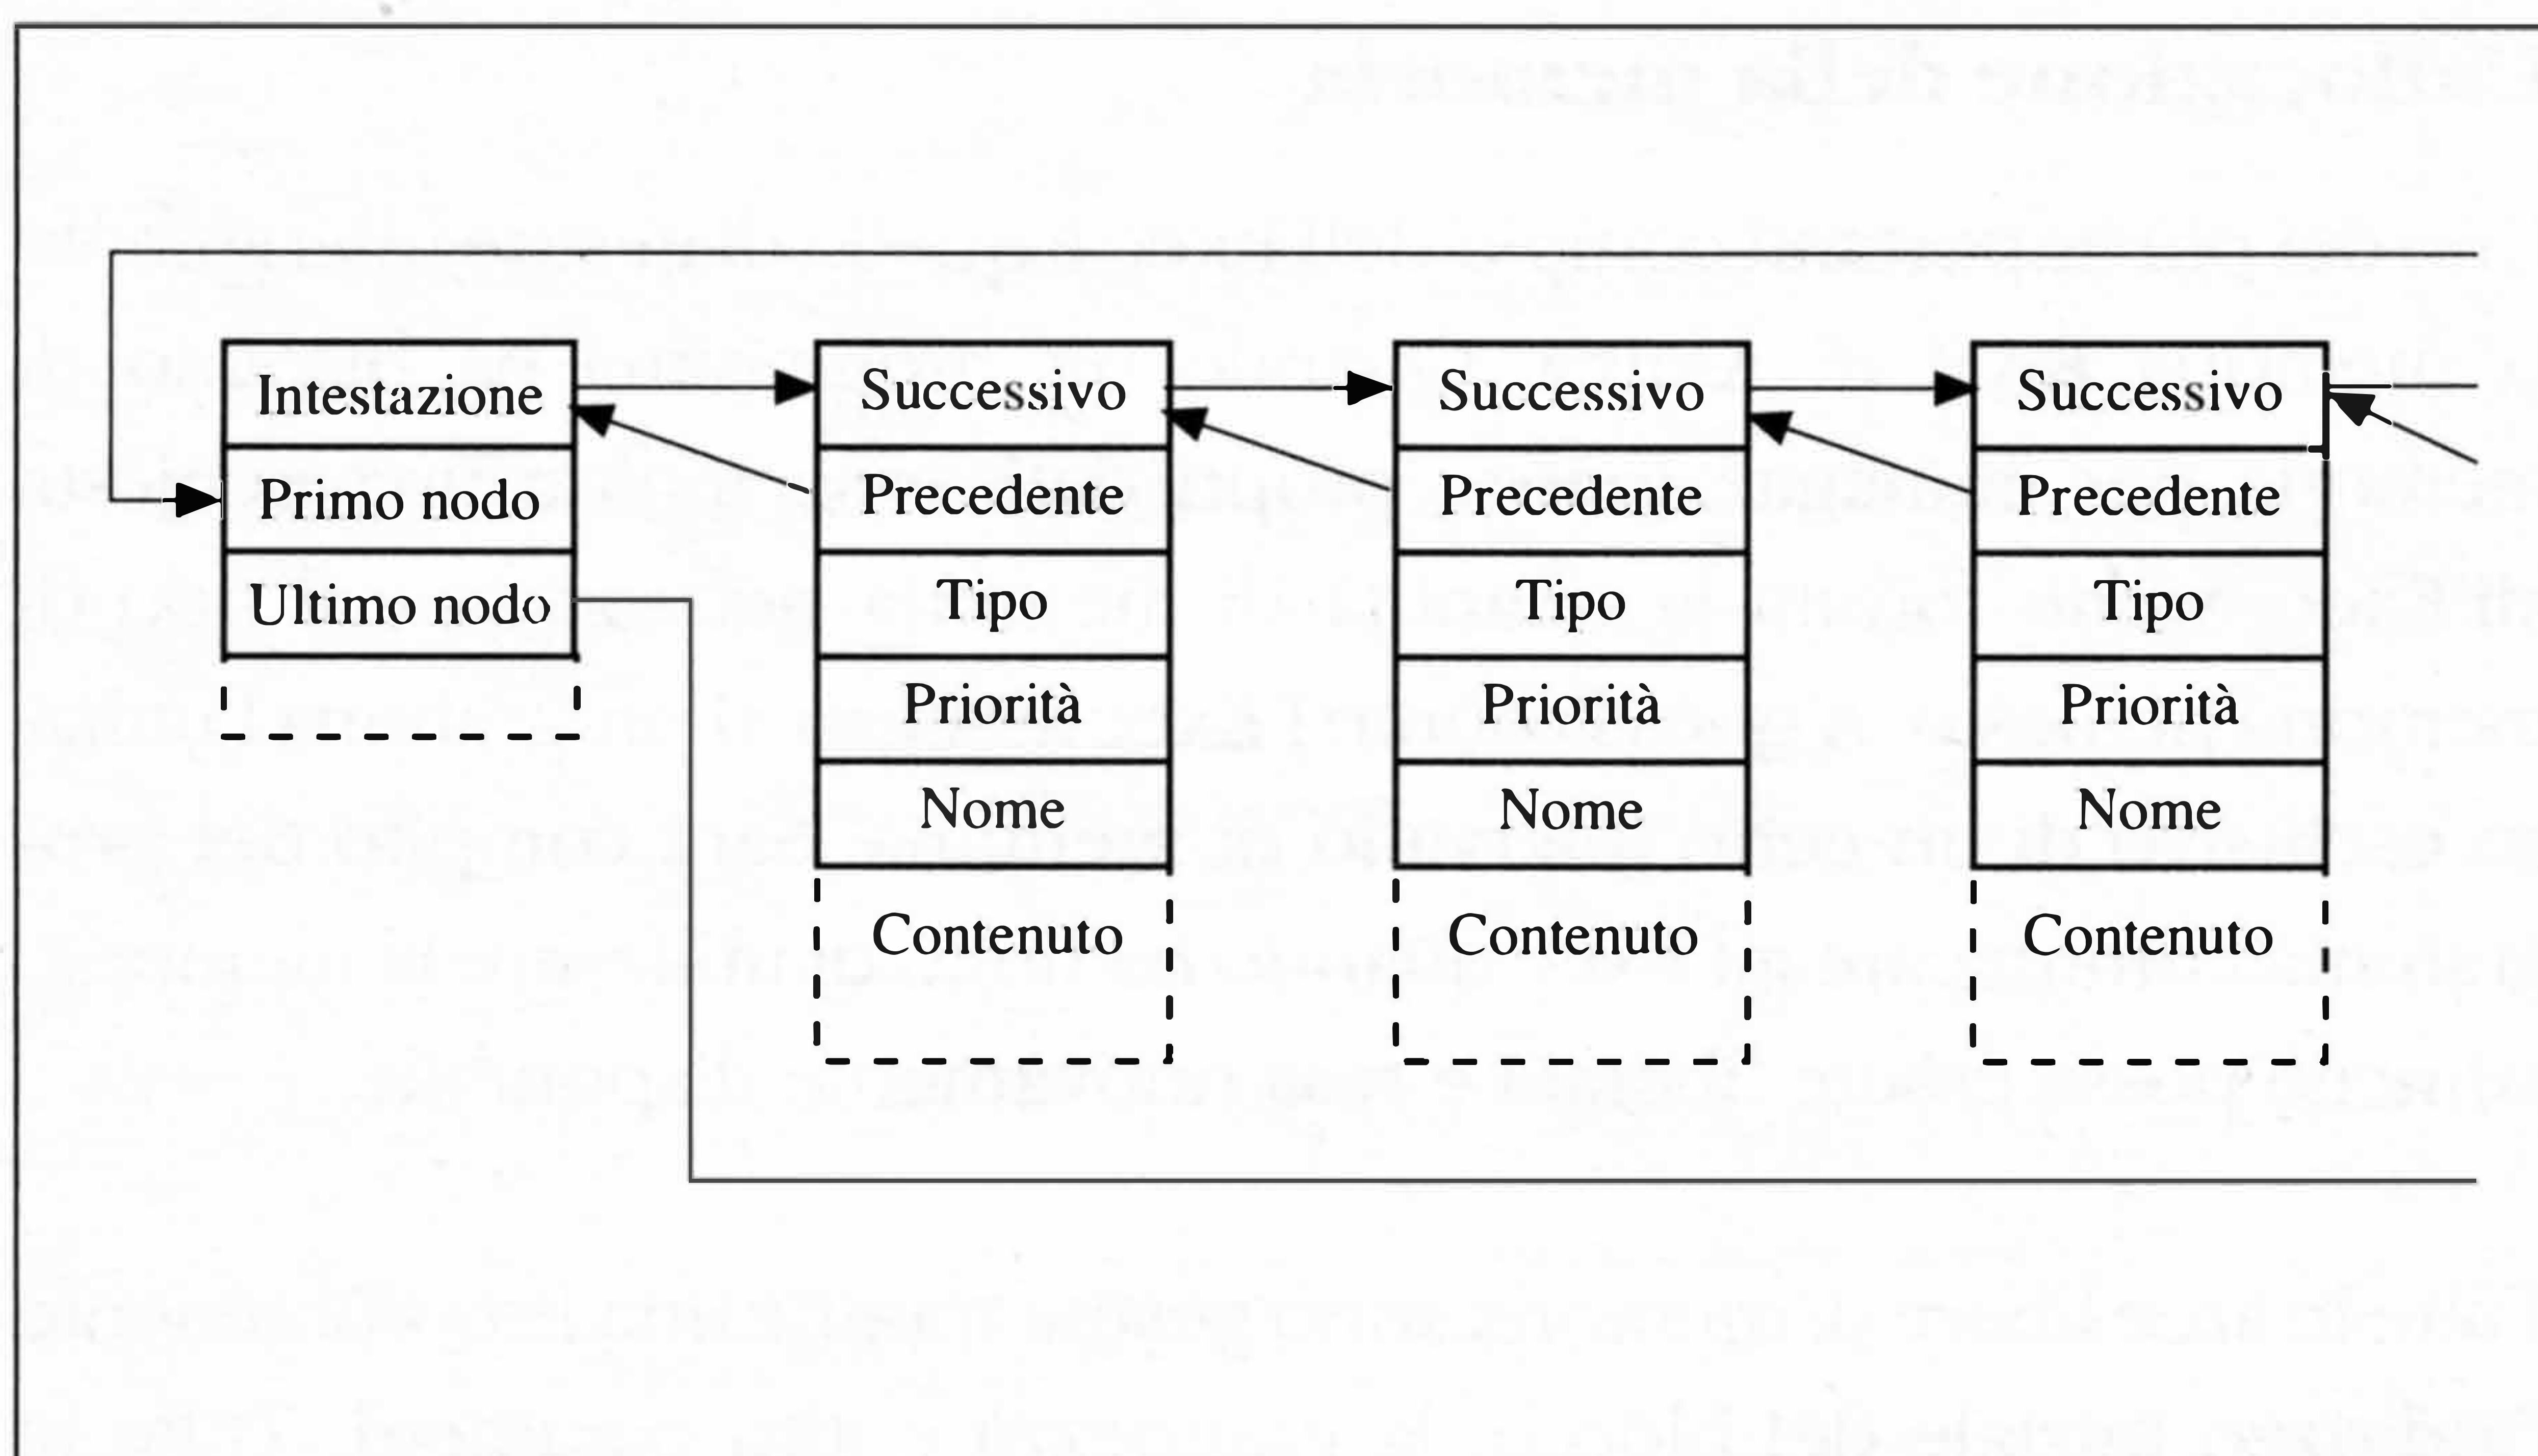 Intestazione
Primo nodo
Ultimo nodo
Successivo
Precedente
Tipo
Priorità
Nome
Contenuto
Successivo
Precedente
Tipo
Priorità
Nome
Contenuto
Successivo
Precedente
Tipo
Priorità
Nome
Contenuto